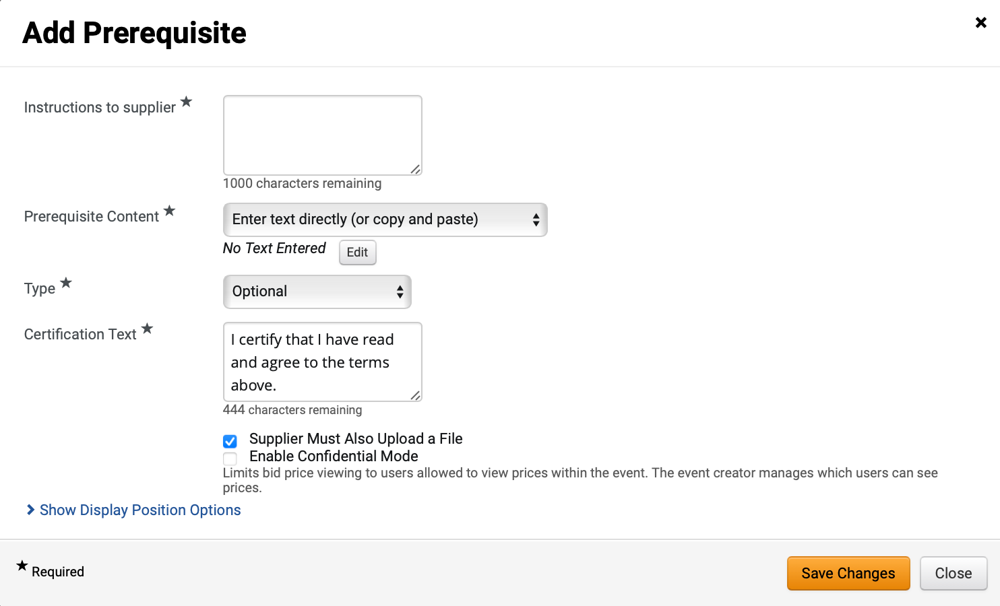 Add Prerequisite
Instructions to supplier ★
1000 characters remaining
Prerequisite Content ★
Enter text directly (or copy and paste)
No Text Entered Edit
Type ★
Optional
Certification Text ★
I certify that I have read
and agree to the terms
above.
444 characters remaining
Supplier Must Also Upload a File
Enable Confidential Mode
Limits bid price viewing to users allowed to view prices within the event. The event creator manages which users can see
prices.
Show Display Position Options
★ Required
Save Changes Close